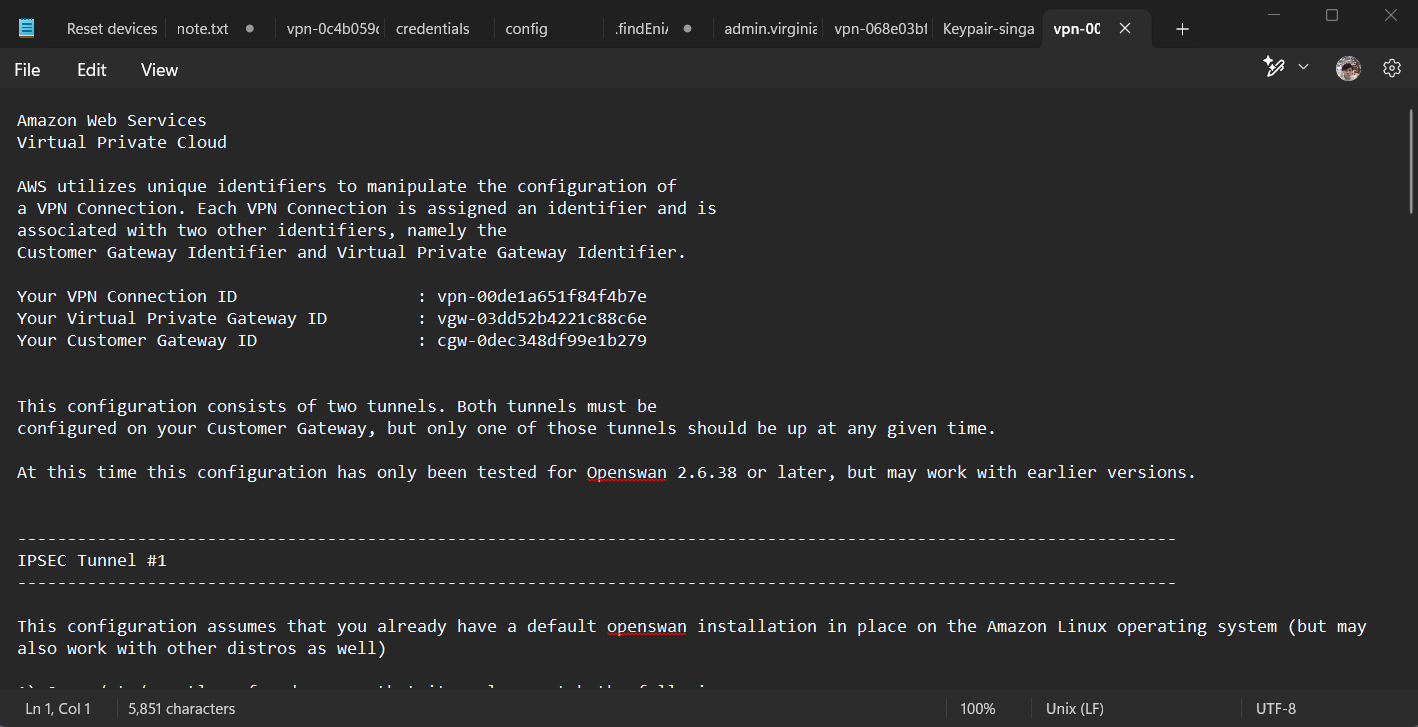 Reset devices note.txt vpn-0c4b059c credentials config .findEni admin.virginia vpn-068e03bf Keypair-singa vpn-00
File Edit View
Amazon Web Services
Virtual Private Cloud
AWS utilizes unique identifiers to manipulate the configuration of
a VPN Connection. Each VPN Connection is assigned an identifier and is
associated with two other identifiers, namely the
Customer Gateway Identifier and Virtual Private Gateway Identifier.
Your VPN Connection ID : vpn-00de1a651f84f4b7e
Your Virtual Private Gateway ID : vgw-03dd52b4221c88c6e
Your Customer Gateway ID : cgw-0dec348df99e1b279
This configuration consists of two tunnels. Both tunnels must be
configured on your Customer Gateway, but only one of those tunnels should be up at any given time.
At this time this configuration has only been tested for Openswan 2.6.38 or later, but may work with earlier versions.
--------------------------------------------------------------------------------------------------------------------
IPSEC Tunnel #1
--------------------------------------------------------------------------------------------------------------------
This configuration assumes that you already have a default openswan installation in place on the Amazon Linux operating system (but may
also work with other distros as well)
Ln 1, Col 1 5,851 characters 100% Unix (LF) UTF-8